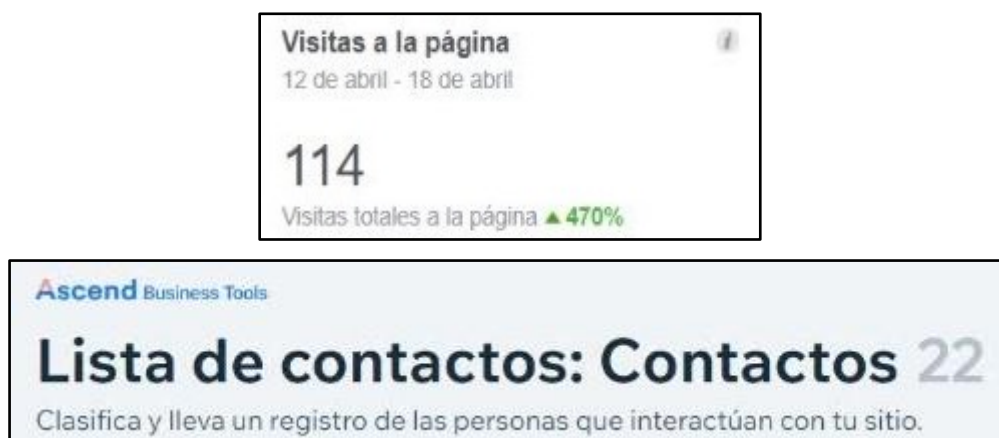 Visitas a la página
12 de abril - 18 de abril
114
Visitas totales a la página ▲ 470%
Ascend Business Tools
Lista de contactos: Contactos 22
Clasifica y lleva un registro de las personas que interactúan con tu sitio.